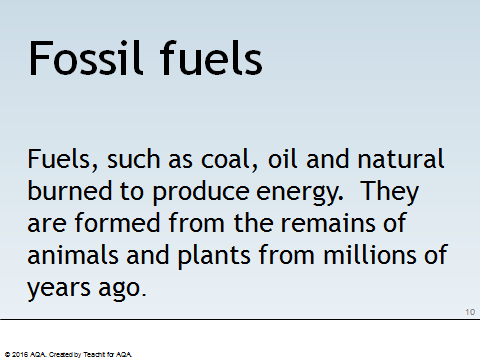 Fossil fuels
Fuels, such as coal, oil and natural
burned to produce energy. They
are formed from the remains of
animals and plants from millions of
years ago.
10
© 2016 AQA. Created by Teachit for AQA.